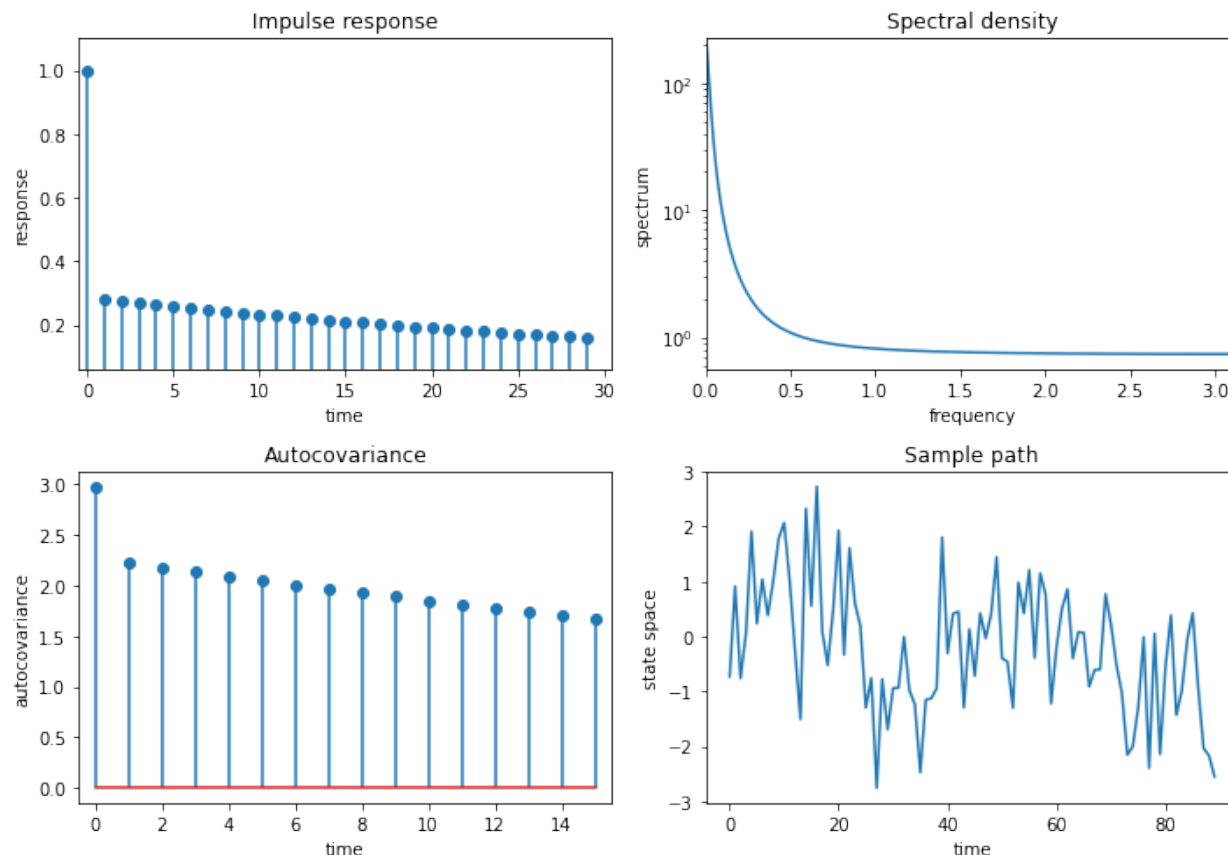 Impulse response
1.0
0.8
0.6
0.4
0.2
response
0 5 10 15 20 25 30
time
Spectral density
10²
10¹
10⁰
spectrum
0.0 0.5 1.0 1.5 2.0 2.5 3.0
frequency
Autocovariance
3.0
2.5
2.0
1.5
1.0
0.5
0.0
autocovariance
0 2 4 6 8 10 12 14
time
Sample path
3
2
1
0
−1
−2
−3
state space
0 20 40 60 80
time